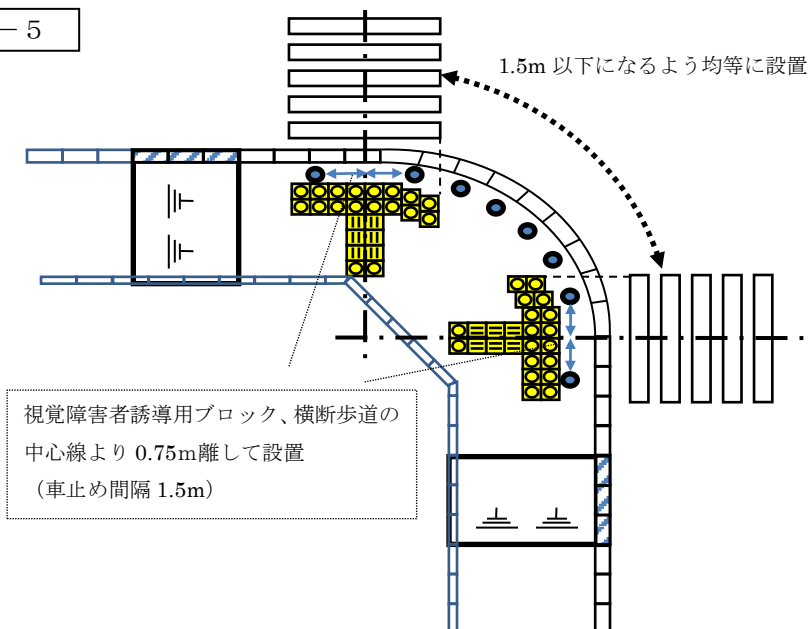 －５
1.5m 以下になるよう均等に設置
視覚障害者誘導用ブロック、横断歩道の
中心線より 0.75ｍ離して設置
（車止め間隔 1.5m）